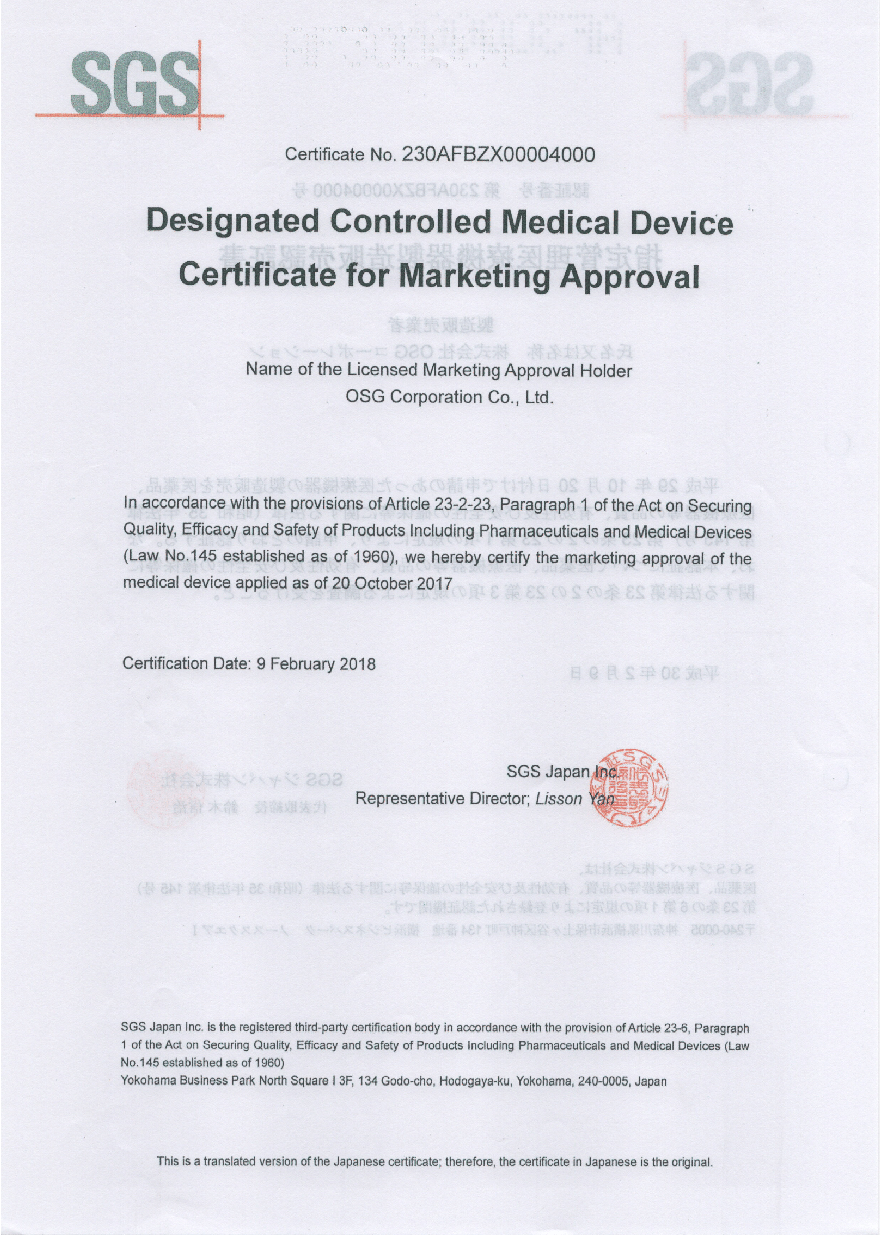 SGS
Certificate No. 230AFBZX00004000
Designated Controlled Medical Device
Certificate for Marketing Approval
Name of the Licensed Marketing Approval Holder
OSG Corporation Co., Ltd.
In accordance with the provisions of Article 23-2-23, Paragraph 1 of the Act on Securing
Quality, Efficacy and Safety of Products Including Pharmaceuticals and Medical Devices
(Law No.145 established as of 1960), we hereby certify the marketing approval of the
medical device applied as of 20 October 2017
Certification Date: 9 February 2018
SGS Japan Inc.
Representative Director; Lisson Yan
SGS Japan Inc. is the registered third-party certification body in accordance with the provision of Article 23-6, Paragraph
1 of the Act on Securing Quality, Efficacy and Safety of Products Including Pharmaceuticals and Medical Devices (Law
No.145 established as of 1960)
Yokohama Business Park North Square I 3F, 134 Godo-cho, Hodogaya-ku, Yokohama, 240-0005, Japan
This is a translated version of the Japanese certificate; therefore, the certificate in Japanese is the original.